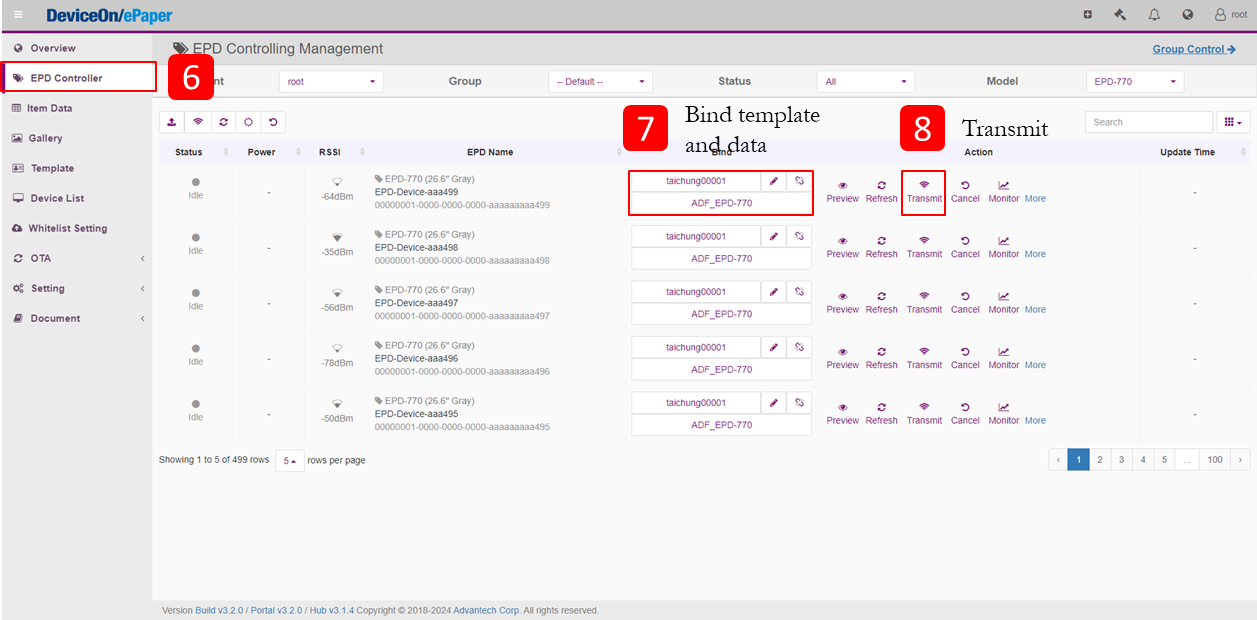 DeviceOn/ePaper
root
Overview
EPD Controller
Item Data
Gallery
Template
Device List
Whitelist Setting
OTA
Setting
Document
EPD Controlling Management
Group Control
6
nt
root
Group
-- Default --
Status
All
Model
EPD-770
7
Bind template
and data
8
Transmit
Search
Status
Power
RSSI
EPD Name
Bind
Action
Update Time
Idle
-
-64dBm
EPD-770 (26.6" Gray)
EPD-Device-aaa499
00000001-0000-0000-0000-aaaaaaaaa499
taichung00001
ADF_EPD-770
Preview Refresh Transmit Cancel Monitor More
-
Idle
-
-35dBm
EPD-770 (26.6" Gray)
EPD-Device-aaa498
00000001-0000-0000-0000-aaaaaaaaa498
taichung00001
ADF_EPD-770
Preview Refresh Transmit Cancel Monitor More
-
Idle
-
-56dBm
EPD-770 (26.6" Gray)
EPD-Device-aaa497
00000001-0000-0000-0000-aaaaaaaaa497
taichung00001
ADF_EPD-770
Preview Refresh Transmit Cancel Monitor More
-
Idle
-
-78dBm
EPD-770 (26.6" Gray)
EPD-Device-aaa496
00000001-0000-0000-0000-aaaaaaaaa496
taichung00001
ADF_EPD-770
Preview Refresh Transmit Cancel Monitor More
-
Idle
-
-50dBm
EPD-770 (26.6" Gray)
EPD-Device-aaa495
00000001-0000-0000-0000-aaaaaaaaa495
taichung00001
ADF_EPD-770
Preview Refresh Transmit Cancel Monitor More
-
Showing 1 to 5 of 499 rows 5 rows per page
‹ 1 2 3 4 5 ... 100 ›
Version Build v3.2.0 / Portal v3.2.0 / Hub v3.1.4 Copyright © 2018-2024 Advantech Corp. All rights reserved.